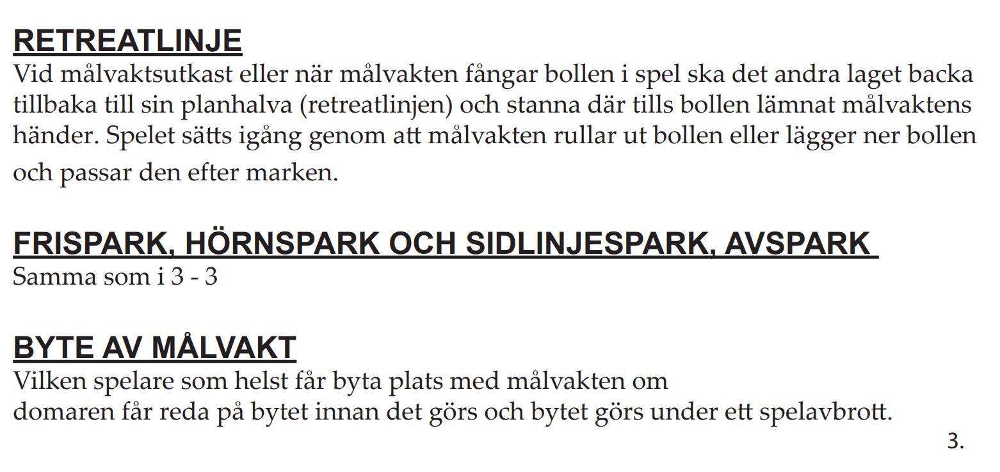 RETREATLINJE
Vid målvaktsutkast eller när målvakten fångar bollen i spel ska det andra laget backa
tillbaka till sin planhalva (retreatlinjen) och stanna där tills bollen lämnat målvaktens
händer. Spelet sätts igång genom att målvakten rullar ut bollen eller lägger ner bollen
och passar den efter marken.
FRISPARK, HÖRNSPARK OCH SIDLINJESPARK, AVSPARK
Samma som i 3 - 3
BYTE AV MÅLVAKT
Vilken spelare som helst får byta plats med målvakten om
domaren får reda på bytet innan det görs och bytet görs under ett spelavbrott.
3.